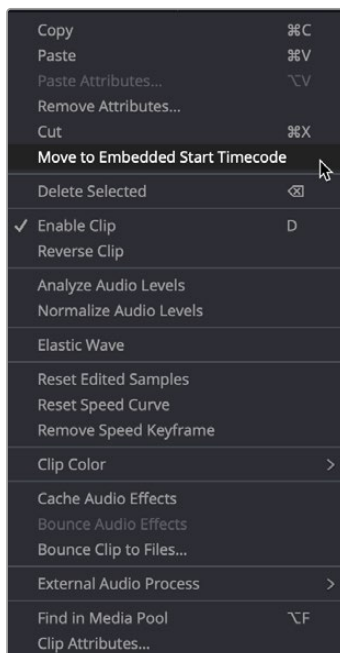 Copy ⌘C
Paste ⌘V
Paste Attributes... ⌥V
Remove Attributes...
Cut ⌘X
Move to Embedded Start Timecode
Delete Selected ⌫
✓ Enable Clip D
Reverse Clip
Analyze Audio Levels
Normalize Audio Levels
Elastic Wave
Reset Edited Samples
Reset Speed Curve
Remove Speed Keyframe
Clip Color >
Cache Audio Effects
Bounce Audio Effects
Bounce Clip to Files...
External Audio Process >
Find in Media Pool ⌥F
Clip Attributes...